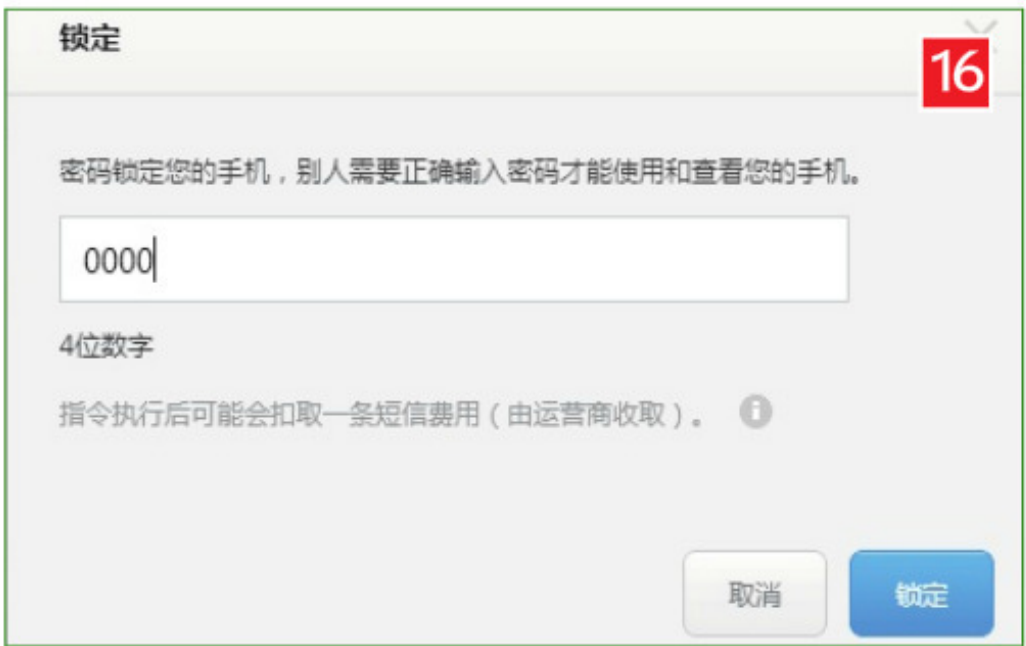 锁定
16
密码锁定您的手机，别人需要正确输入密码才能使用和查看您的手机。
0000
4位数字
指令执行后可能会扣取一条短信费用（由运营商收取）。
取消
锁定